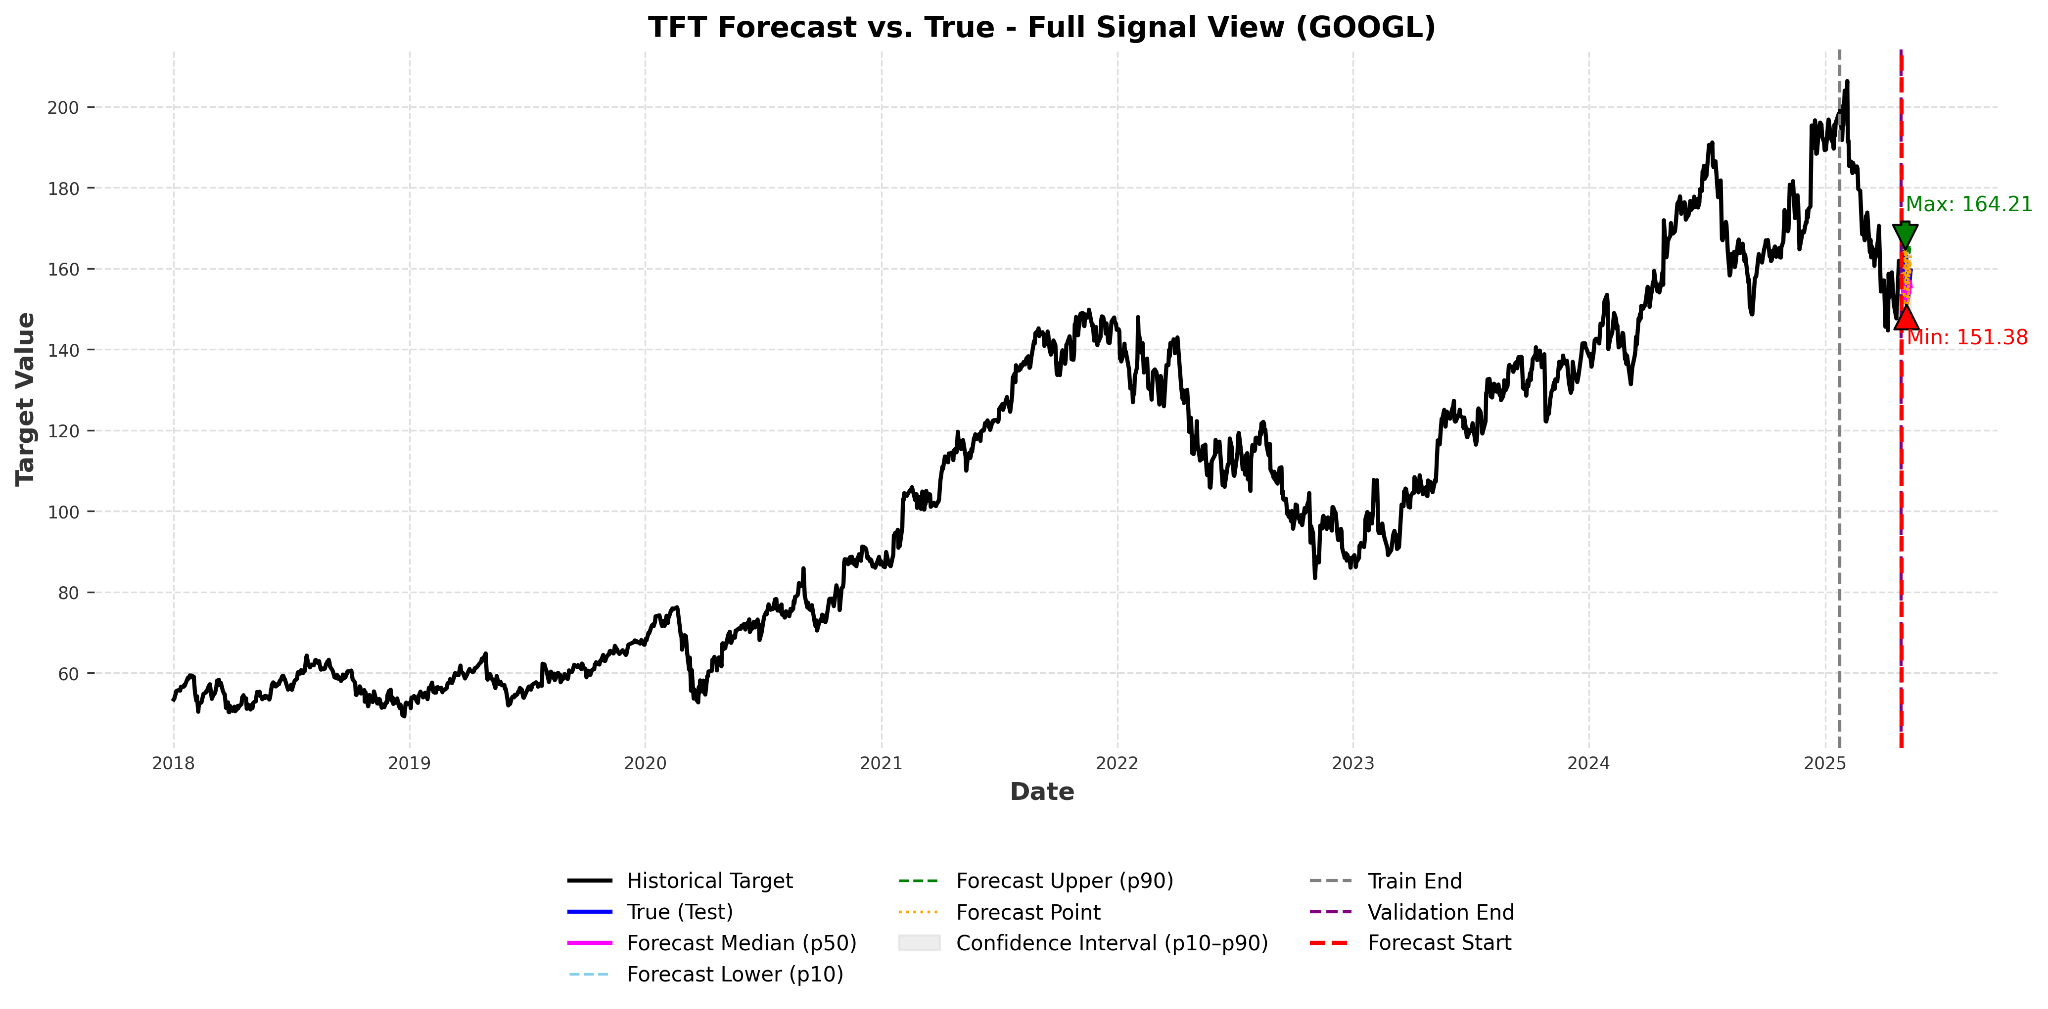 TFT Forecast vs. True - Full Signal View (GOOGL)
Target Value
200
180
160
140
120
100
80
60
Max: 164.21
Min: 151.38
2018 2019 2020 2021 2022 2023 2024 2025
Date
Historical Target
True (Test)
Forecast Median (p50)
Forecast Lower (p10)
Forecast Upper (p90)
Forecast Point
Confidence Interval (p10–p90)
Train End
Validation End
Forecast Start